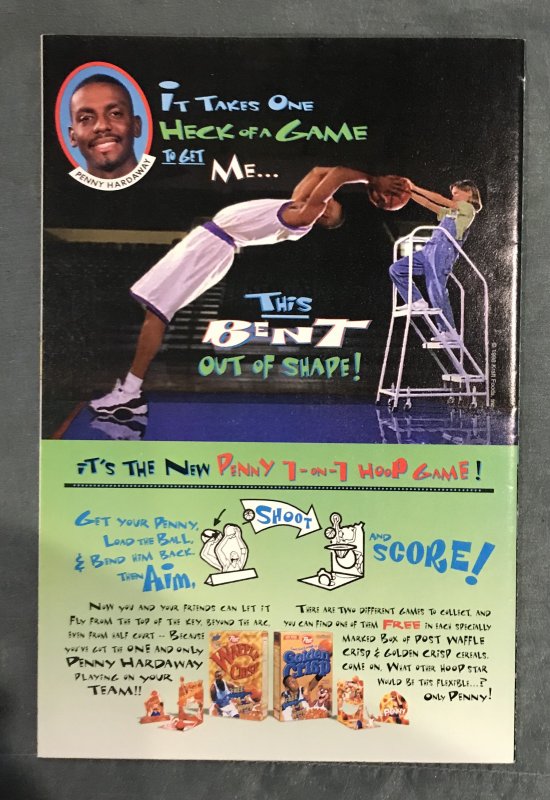 IT TAKES ONE
HECK OF A GAME
TO GET
ME...
PENNY HARDAWAY
THIS
BENT
OUT OF SHAPE!
© 1998 Kraft Foods, Inc.
IT'S THE NEW PENNY 1-ON-1 HOOP GAME!
GET YOUR PENNY,
LOAD THE BALL,
& BEND HIM BACK.
THEN AIM,
SHOOT
AND
SCORE!
NOW YOU AND YOUR FRIENDS CAN LET IT
FLY FROM THE TOP OF THE KEY, BEYOND THE ARC,
EVEN FROM HALF COURT -- BECAUSE
YOU'VE GOT THE ONE AND ONLY
PENNY HARDAWAY
PLAYING ON YOUR
TEAM!!
THERE ARE TWO DIFFERENT GAMES TO COLLECT, AND
YOU CAN FIND ONE OF THEM FREE IN EACH SPECIALLY
MARKED BOX OF POST WAFFLE
CRISP & GOLDEN CRISP CEREALS.
COME ON. WHAT OTHER HOOP STAR
WOULD BE THIS FLEXIBLE...?
ONLY PENNY!
Post
WAFFLE
CRISP
Post
Golden
CRISP
PENNY